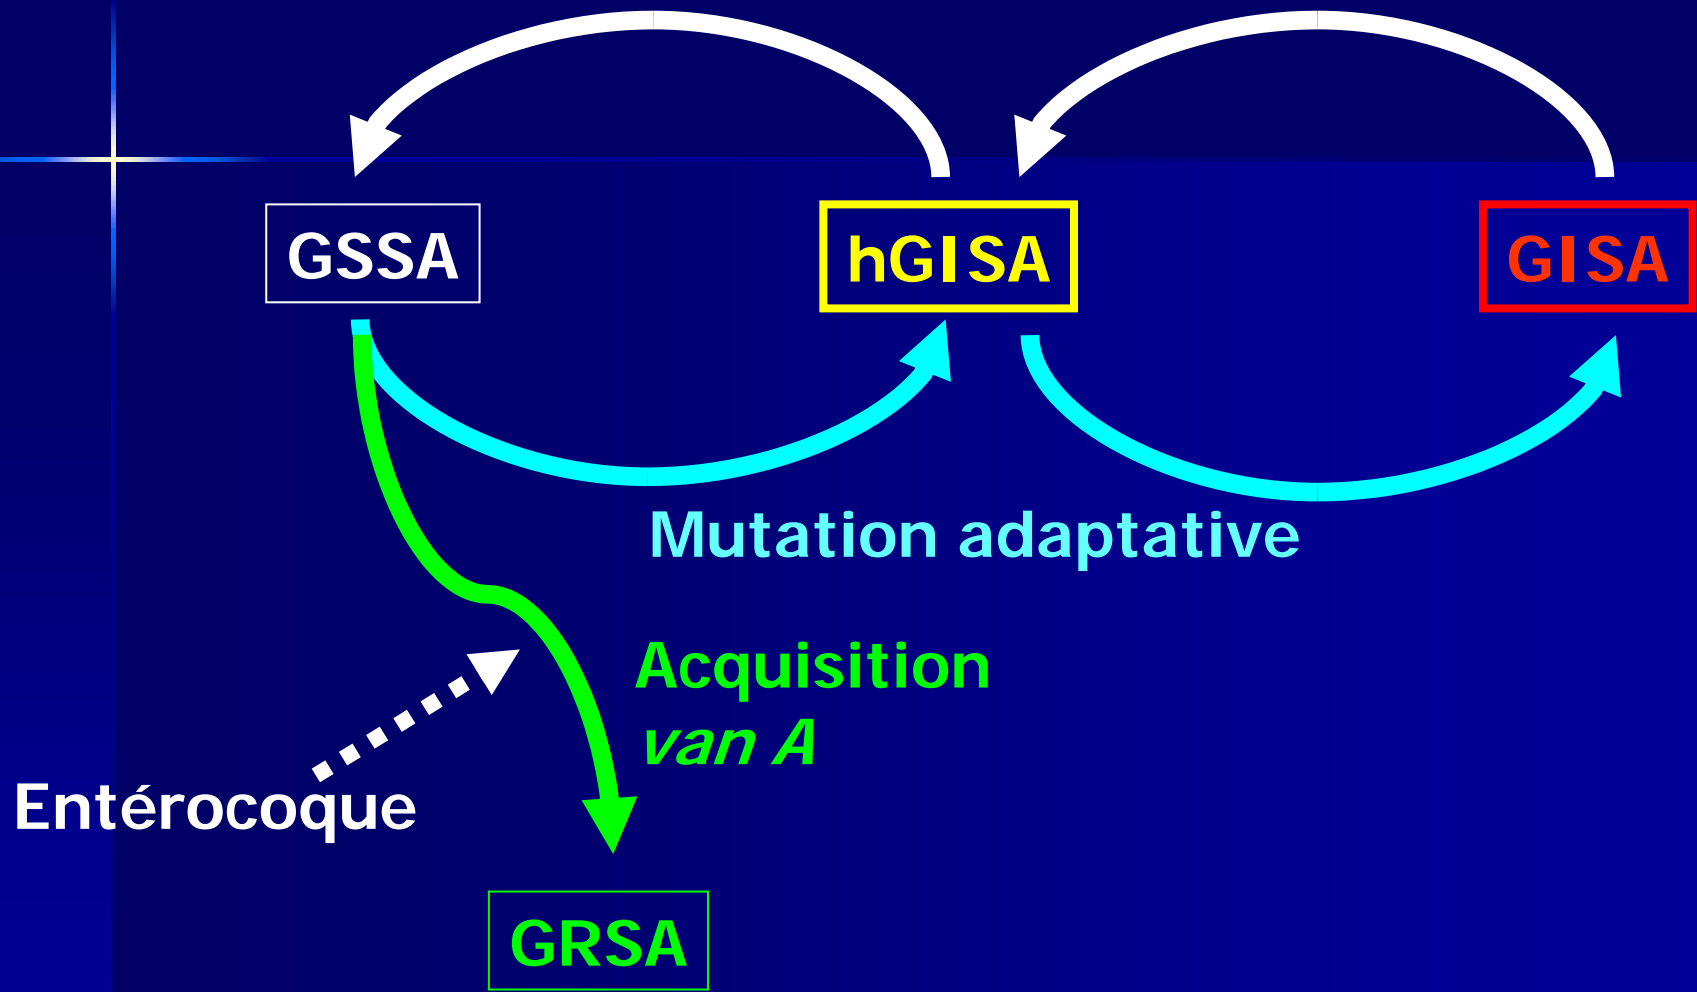 GSSA
hGISA
GISA
Mutation adaptative
Acquisition
van A
Entérocoque
GRSA